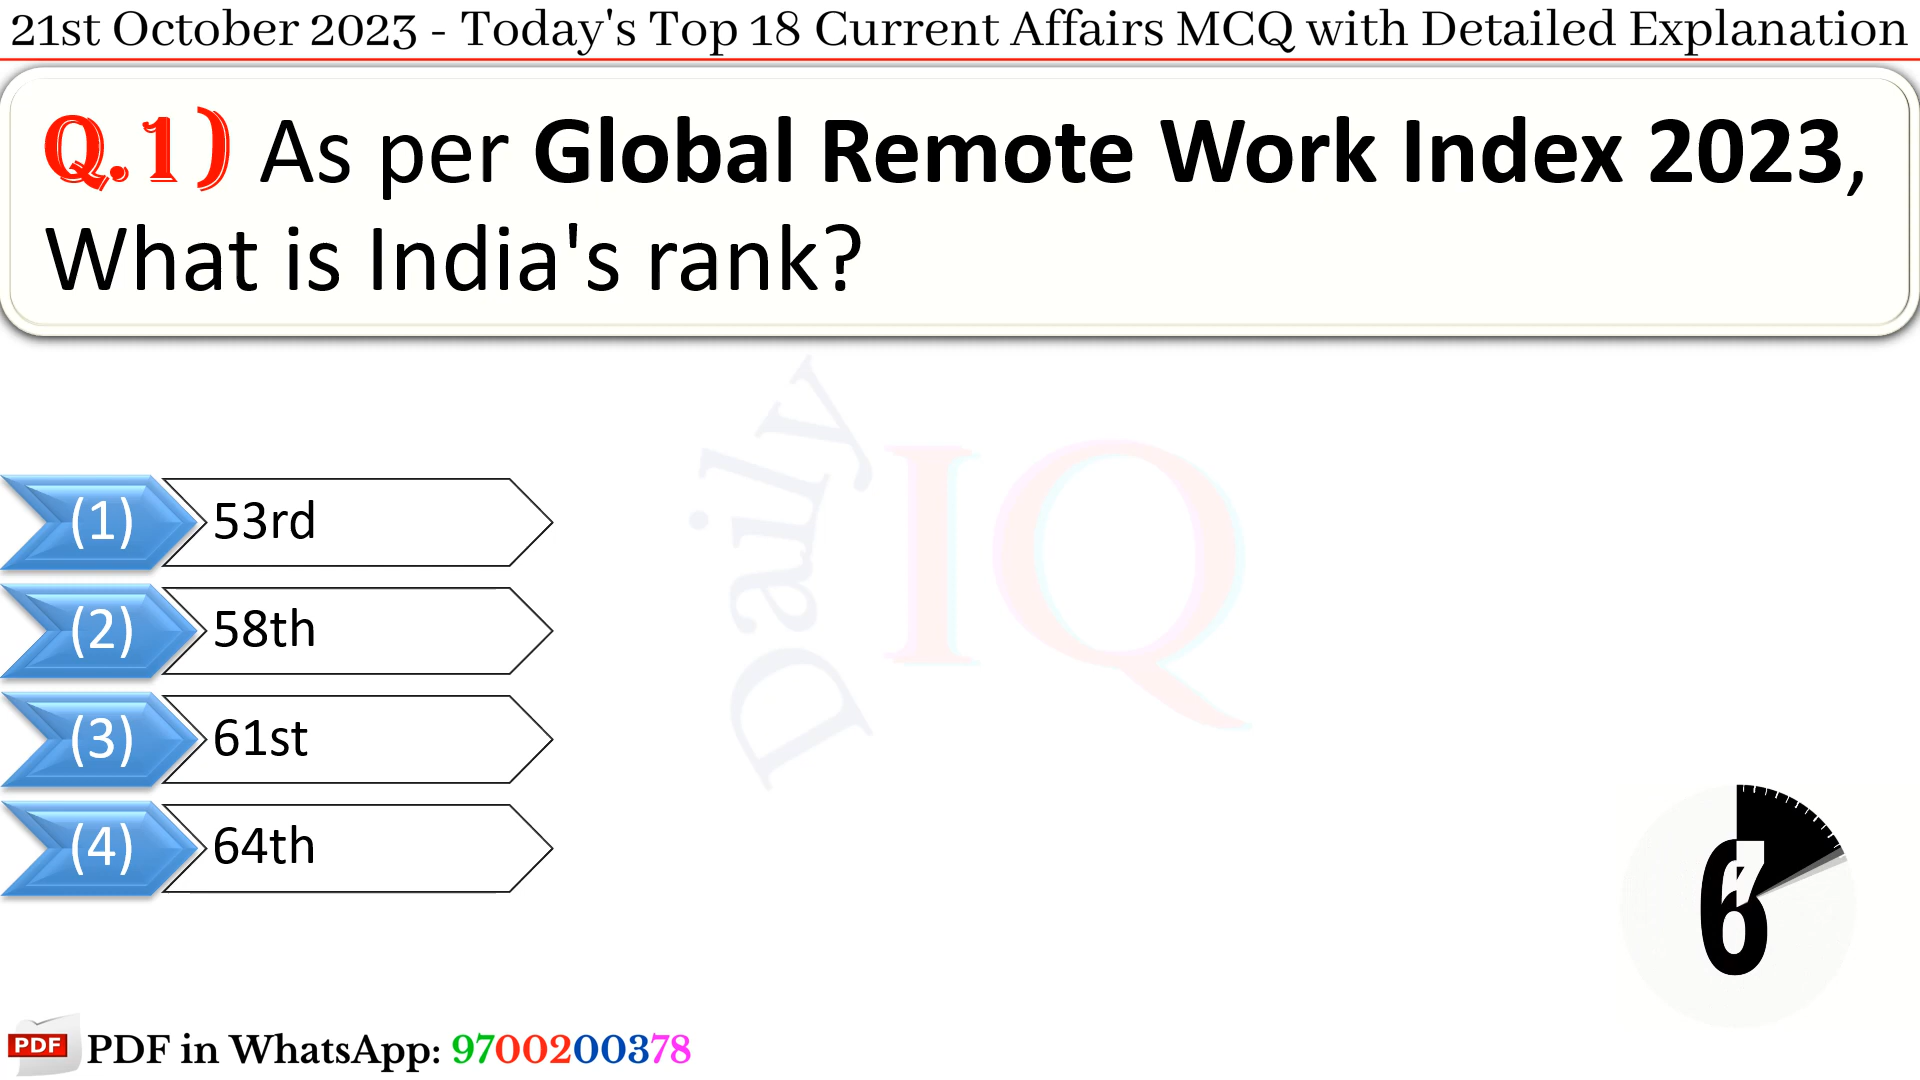 21st October 2023 - Today's Top 18 Current Affairs MCQ with Detailed Explanation
Q.1) As per Global Remote Work Index 2023,
What is India's rank?
Daily IQ
(1) 53rd
(2) 58th
(3) 61st
(4) 64th
6
PDF PDF in WhatsApp: 9700200378